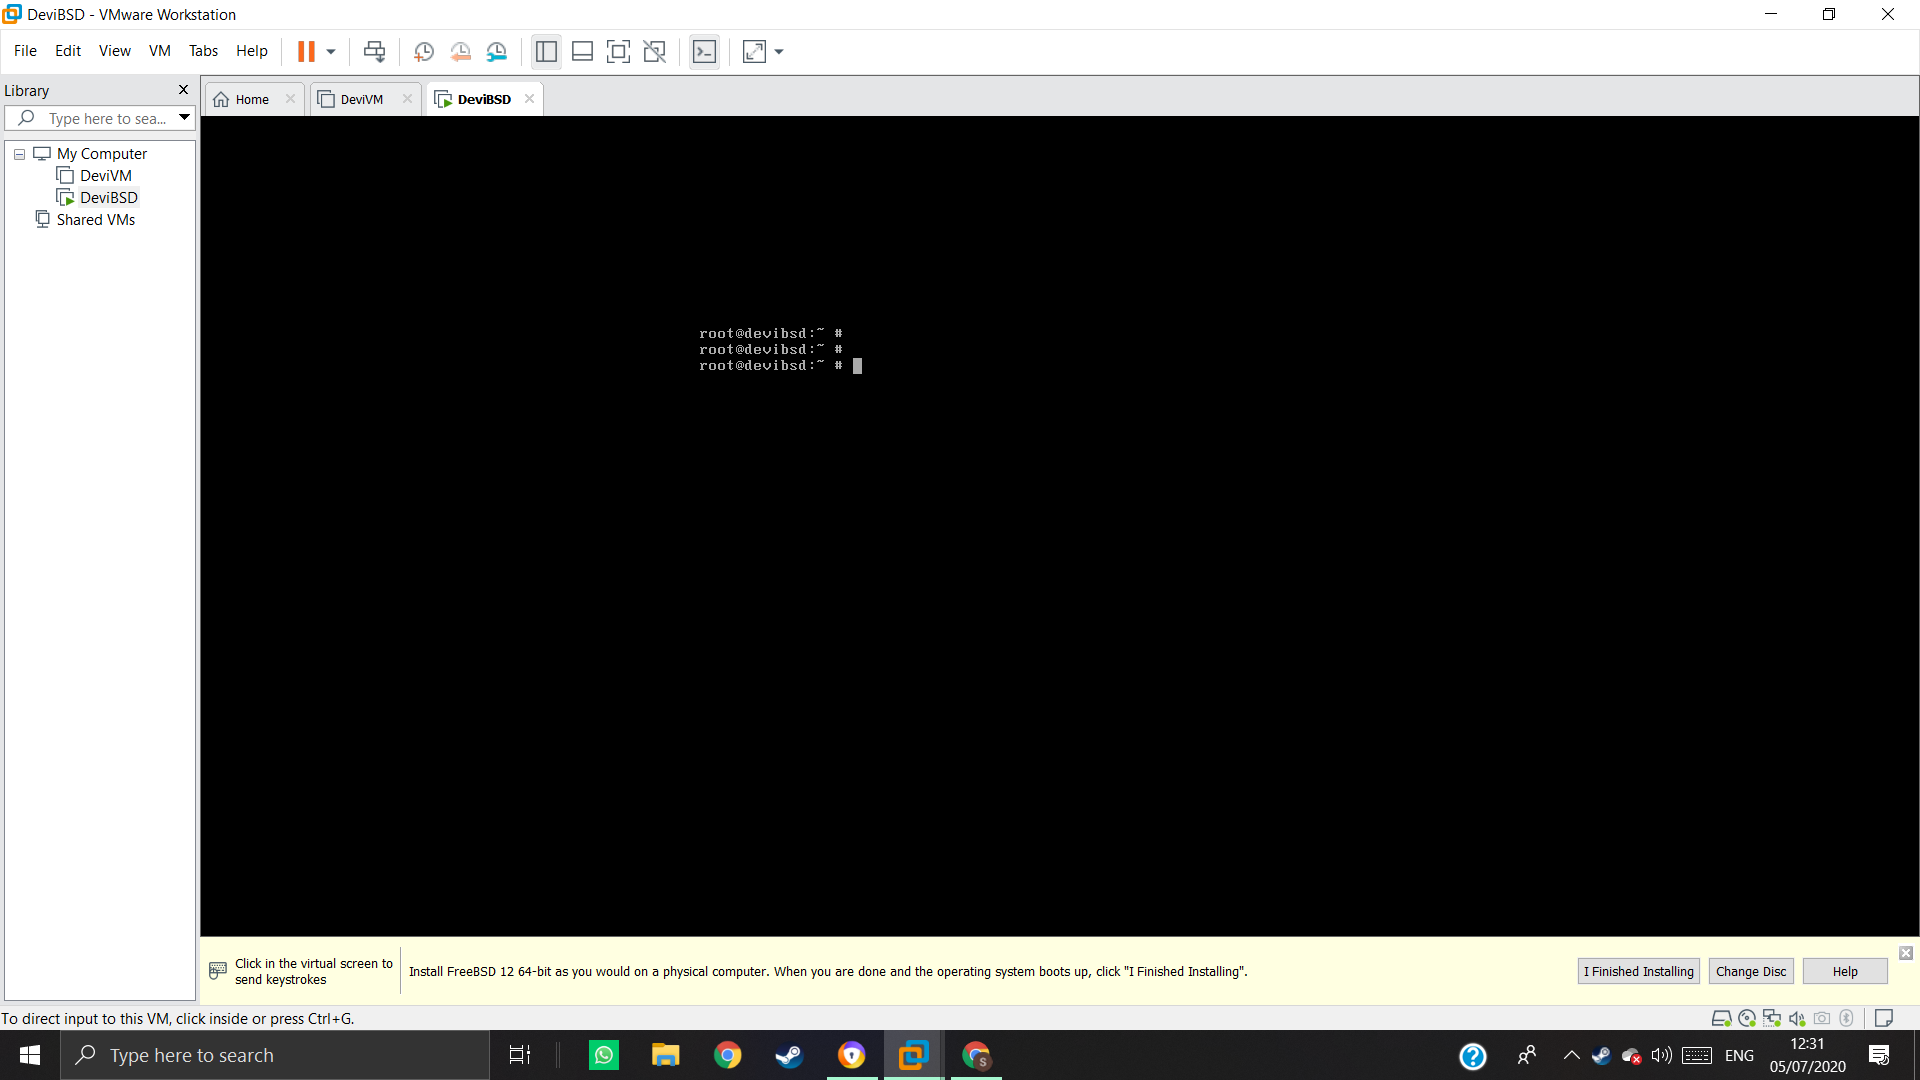 DeviBSD - VMware Workstation
File Edit View VM Tabs Help
Library
Type here to sea...
Home DeviVM DeviBSD
My Computer
DeviVM
DeviBSD
Shared VMs
root@devibsd:~ #
root@devibsd:~ #
root@devibsd:~ #
Click in the virtual screen to
send keystrokes
Install FreeBSD 12 64-bit as you would on a physical computer. When you are done and the operating system boots up, click "I Finished Installing".
I Finished Installing Change Disc Help
To direct input to this VM, click inside or press Ctrl+G.
Type here to search
S
ENG
12:31
05/07/2020